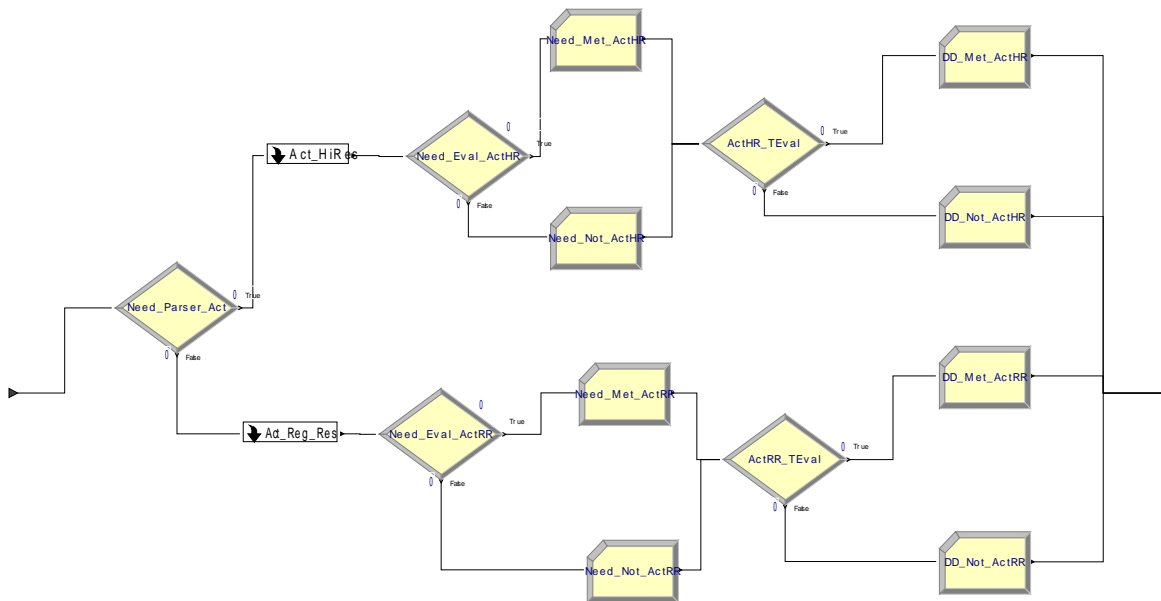 Need_Met_ActHR
DD_Met_ActHR
0
True
Need_Eval_ActHR
0
False
Act_HiRes
ActHR_TEval
0
True
0
False
Need_Not_ActHR
DD_Not_ActHR
Need_Parser_Act
0
True
0
False
Need_Met_ActRR
DD_Met_ActRR
Act_Reg_Res
Need_Eval_ActRR
0
True
0
False
ActRR_TEval
0
True
0
False
Need_Not_ActRR
DD_Not_ActRR